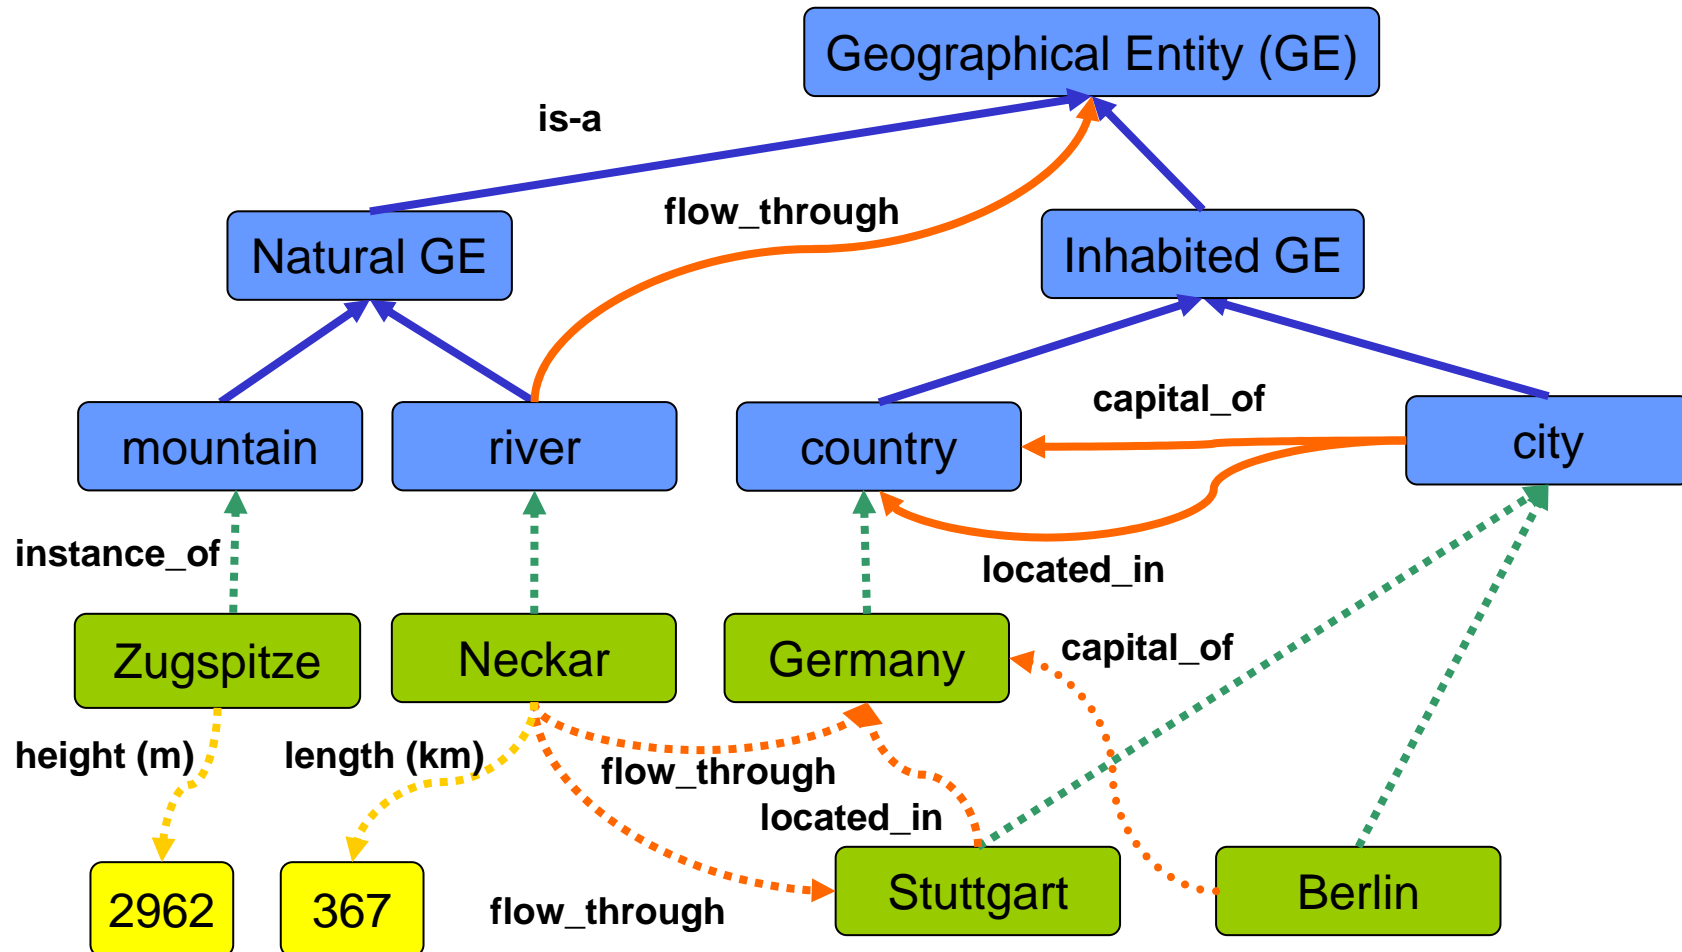 Geographical Entity (GE)
is-a
flow_through
Natural GE
Inhabited GE
capital_of
mountain
river
country
city
instance_of
located_in
Zugspitze
Neckar
Germany
capital_of
height (m)
length (km)
flow_through
located_in
2962
367
flow_through
Stuttgart
Berlin